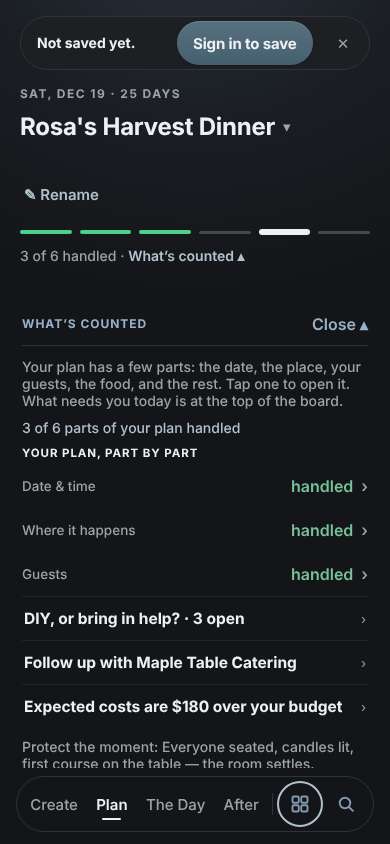 Not saved yet.
Sign in to save
×
SAT, DEC 19 · 25 DAYS
Rosa's Harvest Dinner ▾
✎ Rename
3 of 6 handled · What's counted ▴
WHAT'S COUNTED
Close ▴
Your plan has a few parts: the date, the place, your
guests, the food, and the rest. Tap one to open it.
What needs you today is at the top of the board.
3 of 6 parts of your plan handled
YOUR PLAN, PART BY PART
Date & time
handled ›
Where it happens
handled ›
Guests
handled ›
DIY, or bring in help? · 3 open ›
Follow up with Maple Table Catering ›
Expected costs are $180 over your budget ›
Protect the moment: Everyone seated, candles lit,
first course on the table — the room settles.
Create
Plan
The Day
After